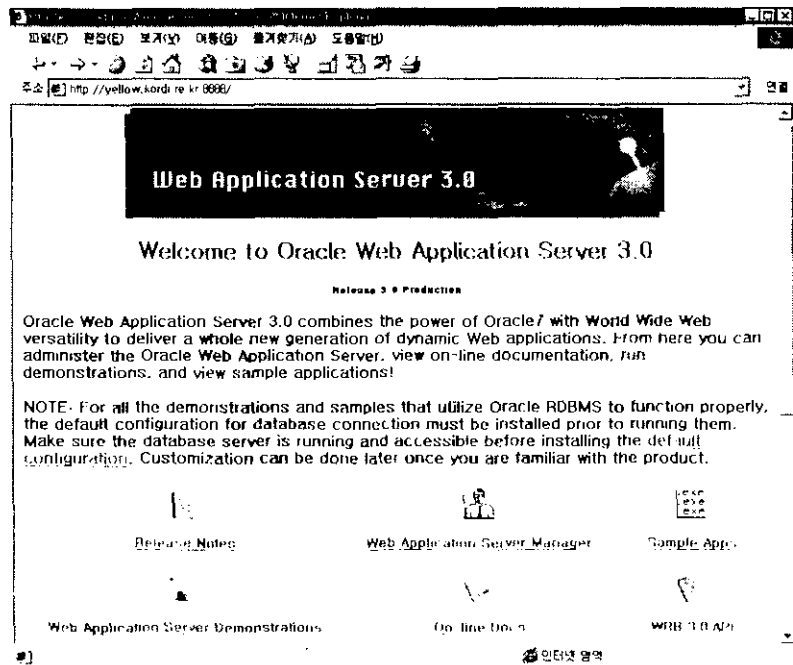 파일(F) 편집(E) 보기(V) 이동(G) 즐겨찾기(A) 도움말(H)
주소 http://yellow.kordi.re.kr:8888/ 연결
Web Application Server 3.0
Welcome to Oracle Web Application Server 3.0
Release 3.0 Production
Oracle Web Application Server 3.0 combines the power of Oracle7 with World Wide Web
versatility to deliver a whole new generation of dynamic Web applications. From here you can
administer the Oracle Web Application Server, view on-line documentation, run
demonstrations, and view sample applications!
NOTE: For all the demonstrations and samples that utilize Oracle RDBMS to function properly,
the default configuration for database connection must be installed prior to running them.
Make sure the database server is running and accessible before installing the default
configuration. Customization can be done later once you are familiar with the product.
Release Notes Web Application Server Manager Sample Apps
Web Application Server Demonstrations On-line Docs WRB 3.0 API
인터넷 영역